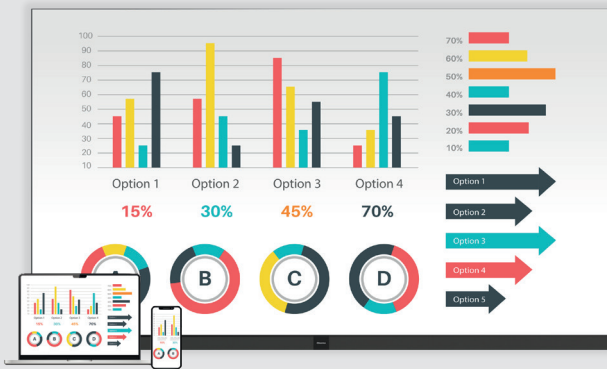 100
90
80
70
60
50
40
30
20
10
Option 1 Option 2 Option 3 Option 4
15% 30% 45% 70%
B C D
70%
60%
50%
40%
30%
20%
10%
Option 1
Option 2
Option 3
Option 4
Option 5
A B C D